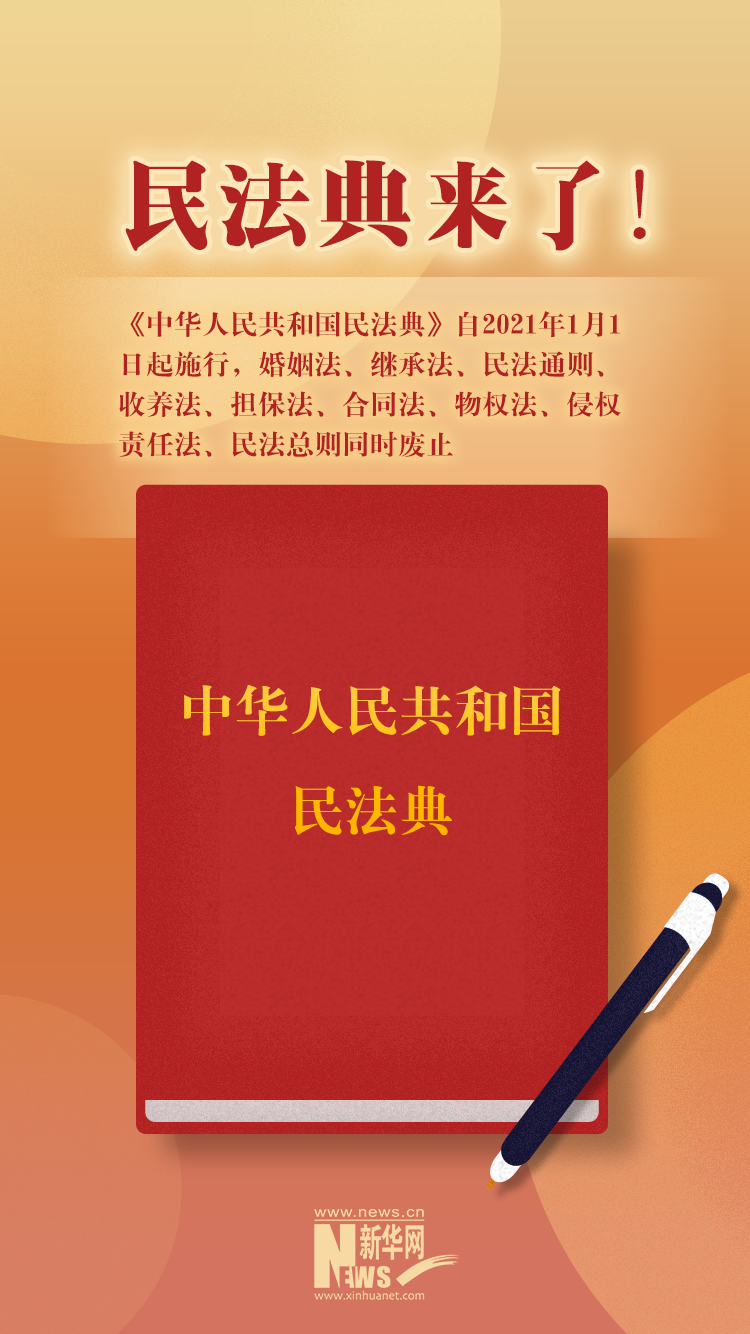 民法典来了！
《中华人民共和国民法典》自2021年1月1
日起施行，婚姻法、继承法、民法通则、
收养法、担保法、合同法、物权法、侵权
责任法、民法总则同时废止
中华人民共和国
民法典
www.news.cn
新华网
NEWS
www.xinhuanet.com